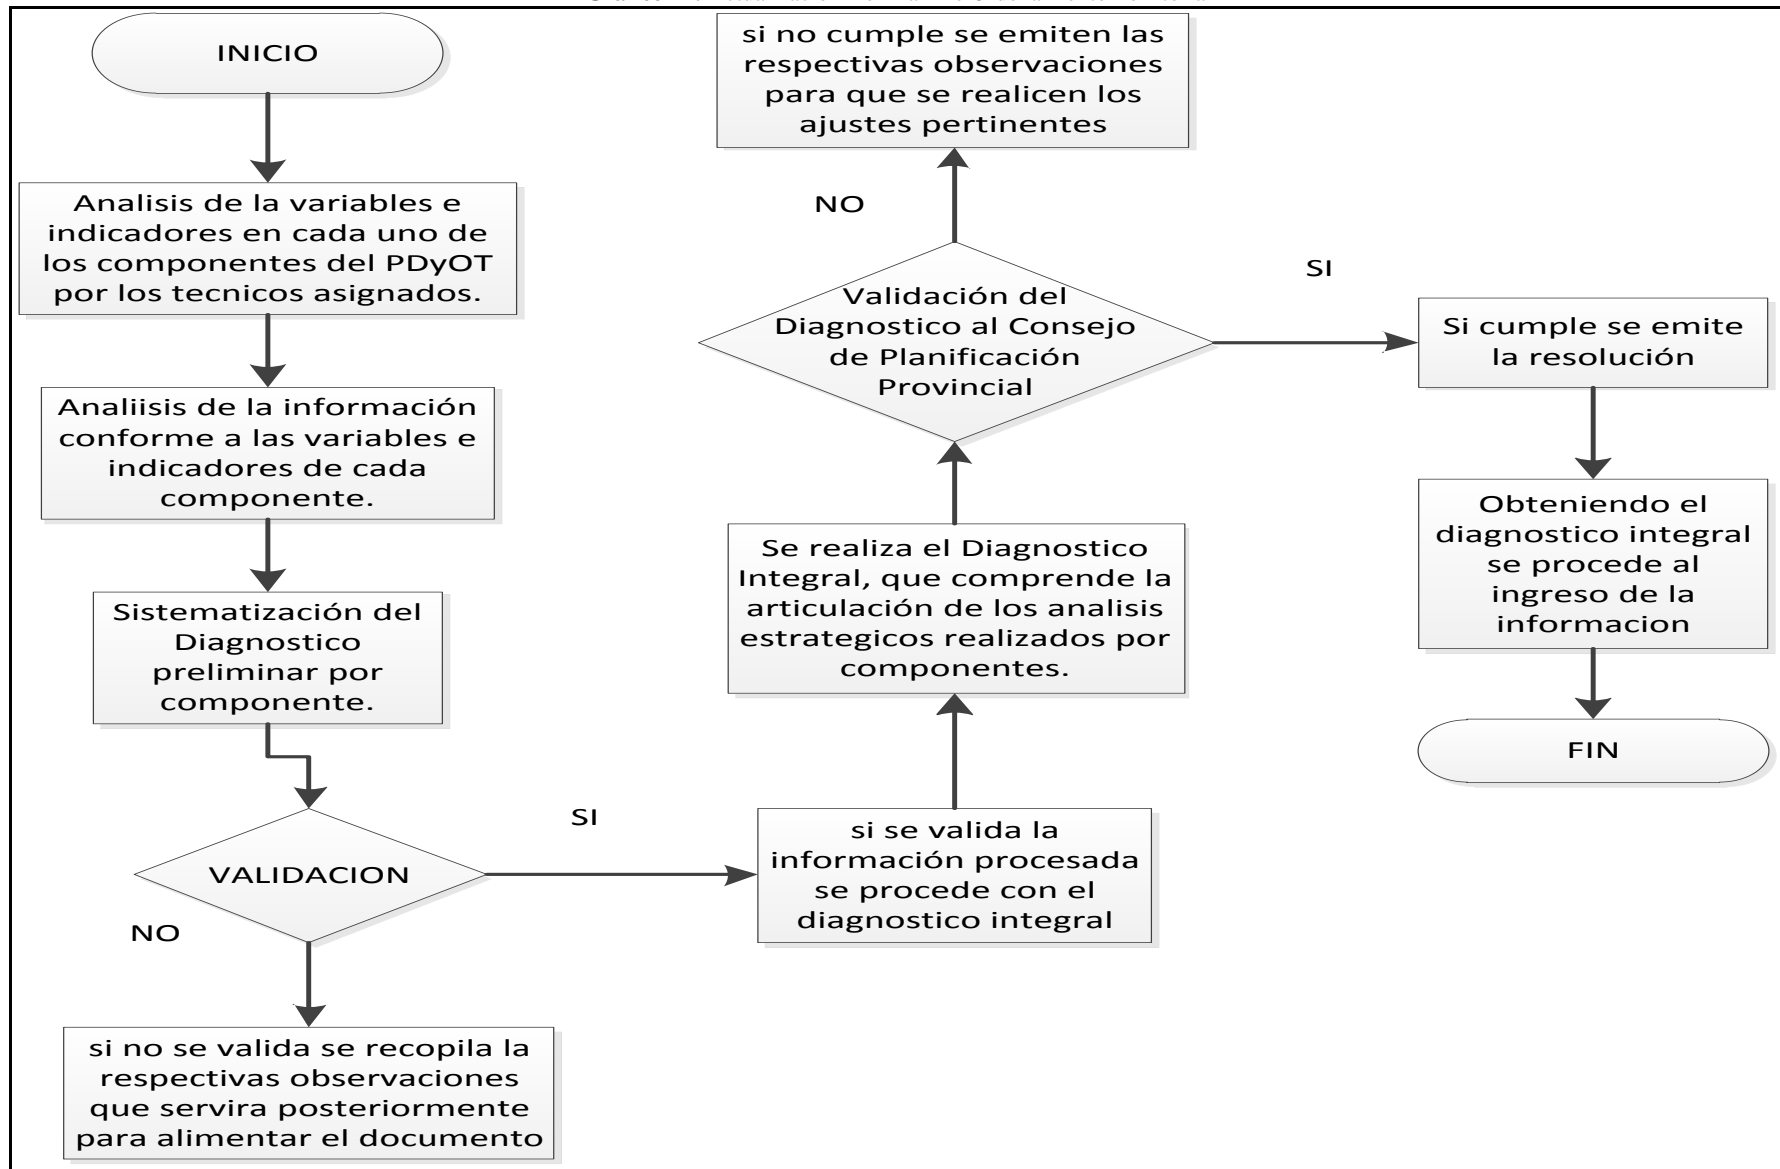 INICIO
Analisis de la variables e
indicadores en cada uno de
los componentes del PDyOT
por los tecnicos asignados.
Analiisis de la información
conforme a las variables e
indicadores de cada
componente.
Sistematización del
Diagnostico
preliminar por
componente.
VALIDACION
NO
si no se valida se recopila la
respectivas observaciones
que servira posteriormente
para alimentar el documento
SI
si se valida la
información procesada
se procede con el
diagnostico integral
Se realiza el Diagnostico
Integral, que comprende la
articulación de los analisis
estrategicos realizados por
componentes.
Validación del
Diagnostico al Consejo
de Planificación
Provincial
NO
si no cumple se emiten las
respectivas observaciones
para que se realicen los
ajustes pertinentes
SI
Si cumple se emite
la resolución
Obteniendo el
diagnostico integral
se procede al
ingreso de la
informacion
FIN